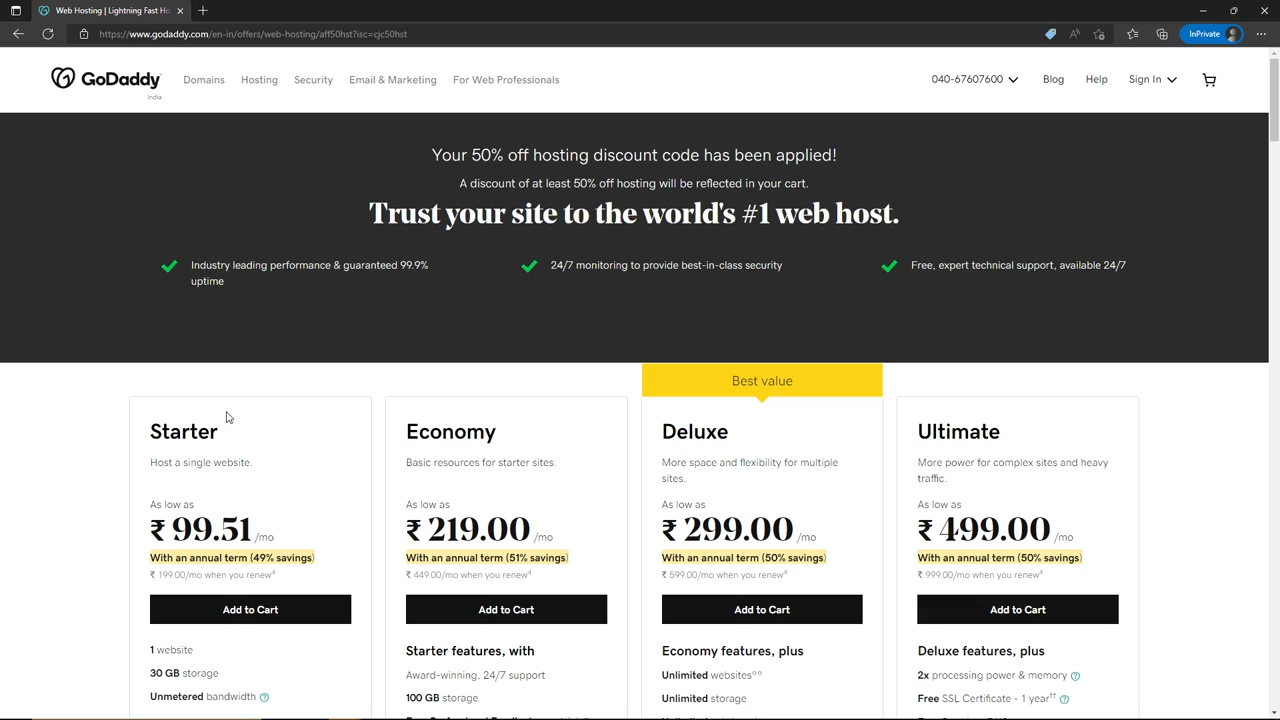 Web Hosting | Lightning Fast Ho
https://www.godaddy.com/en-in/offers/web-hosting/aff50hst?isc=cjc50hst
InPrivate
GoDaddy
India
Domains Hosting Security Email & Marketing For Web Professionals
040-67607600 Blog Help Sign In
Your 50% off hosting discount code has been applied!
A discount of at least 50% off hosting will be reflected in your cart.
Trust your site to the world's #1 web host.
Industry leading performance & guaranteed 99.9%
uptime
24/7 monitoring to provide best-in-class security
Free, expert technical support, available 24/7
Starter
Host a single website.
As low as
₹ 99.51 /mo
With an annual term (49% savings)
₹ 199.00/mo when you renew4
Add to Cart
1 website
30 GB storage
Unmetered bandwidth
Economy
Basic resources for starter sites.
As low as
₹ 219.00 /mo
With an annual term (51% savings)
₹ 449.00/mo when you renew4
Add to Cart
Starter features, with
Award-winning, 24/7 support
100 GB storage
Best value
Deluxe
More space and flexibility for multiple
sites.
As low as
₹ 299.00 /mo
With an annual term (50% savings)
₹ 599.00/mo when you renew4
Add to Cart
Economy features, plus
Unlimited websites°°
Unlimited storage
Ultimate
More power for complex sites and heavy
traffic.
As low as
₹ 499.00 /mo
With an annual term (50% savings)
₹ 999.00/mo when you renew4
Add to Cart
Deluxe features, plus
2x processing power & memory
Free SSL Certificate - 1 year††